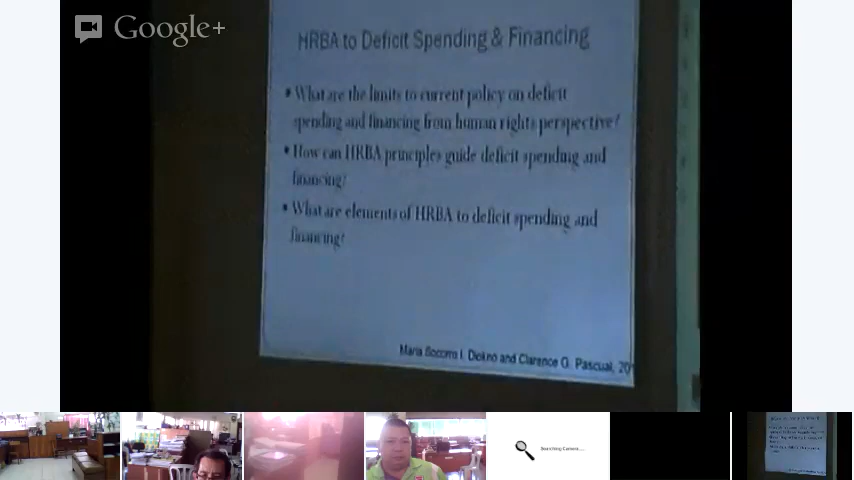 Google+
HRBA to Deficit Spending & Financing
• What are the limits to current policy on deficit
spending and financing from human rights perspective?
• How can HRBA principles guide deficit spending and
financing?
• What are elements of HRBA to deficit spending and
financing?
Maria Socorro I. Diokno and Clarence G. Pascual, 20
Searching Camera....